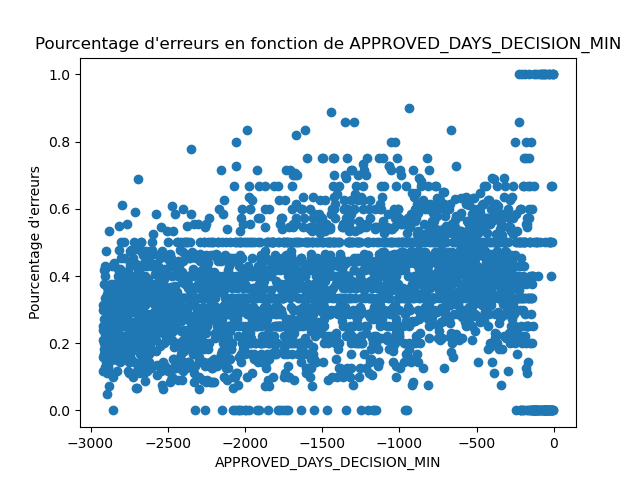 Pourcentage d'erreurs en fonction de APPROVED_DAYS_DECISION_MIN
1.0
0.8
0.6
0.4
0.2
0.0
Pourcentage d'erreurs
−3000 −2500 −2000 −1500 −1000 −500 0
APPROVED_DAYS_DECISION_MIN